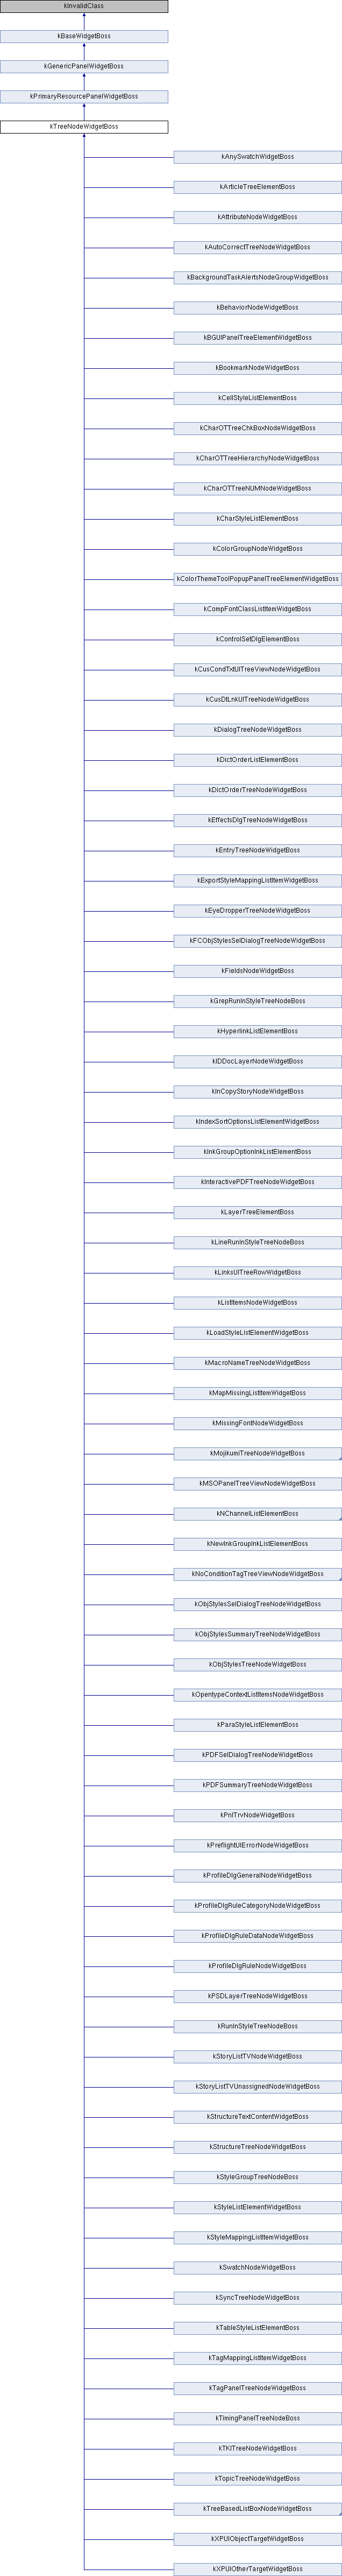 kInvalidClass
kBaseWidgetBoss
kGenericPanelWidgetBoss
kPrimaryResourcePanelWidgetBoss
kTreeNodeWidgetBoss
kAnySwatchWidgetBoss
kArticleTreeElementBoss
kAttributeNodeWidgetBoss
kAutoCorrectTreeNodeWidgetBoss
kBackgroundTaskAlertsNodeGroupWidgetBoss
kBehaviorNodeWidgetBoss
kBGUIPanelTreeElementWidgetBoss
kBookmarkNodeWidgetBoss
kCellStyleListElementBoss
kCharOTTreeChkBoxNodeWidgetBoss
kCharOTTreeHierarchyNodeWidgetBoss
kCharOTTreeNUMNodeWidgetBoss
kCharStyleListElementBoss
kColorGroupNodeWidgetBoss
kColorThemeToolPopupPanelTreeElementWidgetBoss
kCompFontClassListItemWidgetBoss
kControlSetDlgElementBoss
kCusCondTxtUITreeViewNodeWidgetBoss
kCusDtLnkUITreeNodeWidgetBoss
kDialogTreeNodeWidgetBoss
kDictOrderListElementBoss
kDictOrderTreeNodeWidgetBoss
kEffectsDlgTreeNodeWidgetBoss
kEntryTreeNodeWidgetBoss
kExportStyleMappingListItemWidgetBoss
kEyeDropperTreeNodeWidgetBoss
kFCObjStylesSelDialogTreeNodeWidgetBoss
kFieldsNodeWidgetBoss
kGrepRunInStyleTreeNodeBoss
kHyperlinkListElementBoss
kIDDocLayerNodeWidgetBoss
kInCopyStoryNodeWidgetBoss
kIndexSortOptionsListElementWidgetBoss
kInkGroupOptionInkListElementBoss
kInteractivePDFTreeNodeWidgetBoss
kLayerTreeElementBoss
kLineRunInStyleTreeNodeBoss
kLinksUITreeRowWidgetBoss
kListItemsNodeWidgetBoss
kLoadStyleListElementWidgetBoss
kMacroNameTreeNodeWidgetBoss
kMapMissingListItemWidgetBoss
kMissingFontNodeWidgetBoss
kMojikumiTreeNodeWidgetBoss
kMSOPanelTreeViewNodeWidgetBoss
kNChannelListElementBoss
kNewInkGroupInkListElementBoss
kNoConditionTagTreeViewNodeWidgetBoss
kObjStylesSelDialogTreeNodeWidgetBoss
kObjStylesSummaryTreeNodeWidgetBoss
kObjStylesTreeNodeWidgetBoss
kOpentypeContextListItemsNodeWidgetBoss
kParaStyleListElementBoss
kPDFSelDialogTreeNodeWidgetBoss
kPDFSummaryTreeNodeWidgetBoss
kPnlTrvNodeWidgetBoss
kPreflightUIErrorNodeWidgetBoss
kProfileDlgGeneralNodeWidgetBoss
kProfileDlgRuleCategoryNodeWidgetBoss
kProfileDlgRuleDataNodeWidgetBoss
kProfileDlgRuleNodeWidgetBoss
kPSDLayerTreeNodeWidgetBoss
kRunInStyleTreeNodeBoss
kStoryListTVNodeWidgetBoss
kStoryListTVUnassignedNodeWidgetBoss
kStructureTextContentWidgetBoss
kStructureTreeNodeWidgetBoss
kStyleGroupTreeNodeBoss
kStyleListElementWidgetBoss
kStyleMappingListItemWidgetBoss
kSwatchNodeWidgetBoss
kSyncTreeNodeWidgetBoss
kTableStyleListElementBoss
kTagMappingListItemWidgetBoss
kTagPanelTreeNodeWidgetBoss
kTimingPanelTreeNodeBoss
kTKITreeNodeWidgetBoss
kTopicTreeNodeWidgetBoss
kTreeBasedListBoxNodeWidgetBoss
kXPUIObjectTargetWidgetBoss
kXPUIOtherTargetWidgetBoss